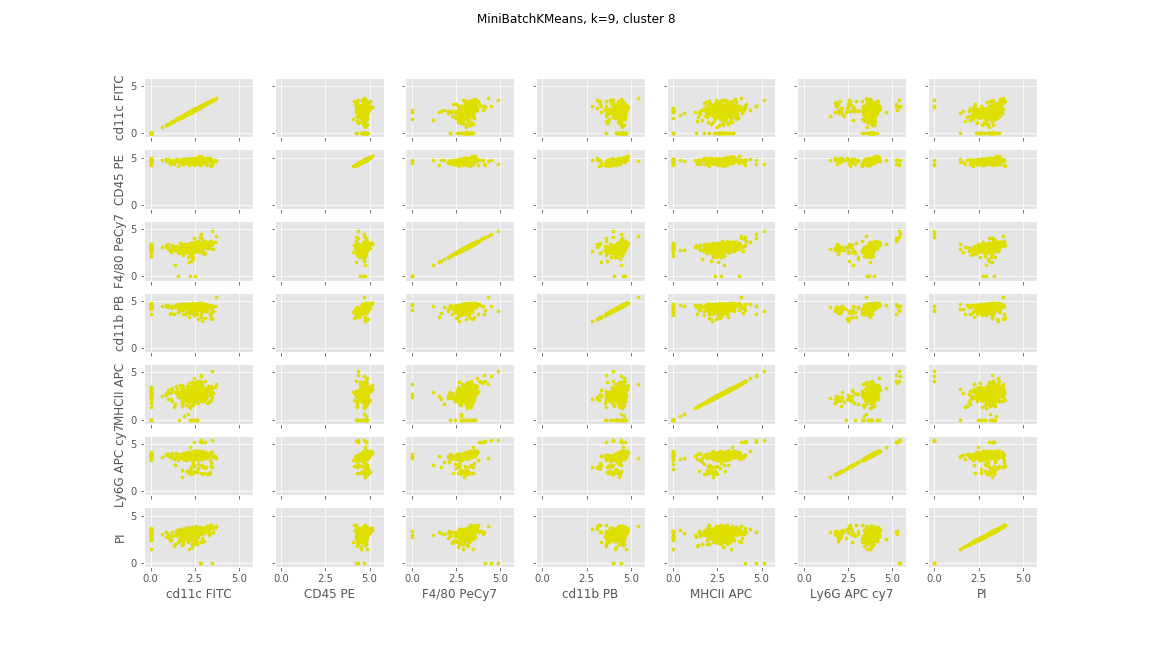 MiniBatchKMeans, k=9, cluster 8
cd11c FITC
5
0
CD45 PE
5
0
F4/80 PeCy7
5
0
cd11b PB
5
0
MHCII APC
5
0
Ly6G APC cy7
5
0
PI
5
0
0.0 2.5 5.0 0.0 2.5 5.0 0.0 2.5 5.0 0.0 2.5 5.0 0.0 2.5 5.0 0.0 2.5 5.0 0.0 2.5 5.0
cd11c FITC CD45 PE F4/80 PeCy7 cd11b PB MHCII APC Ly6G APC cy7 PI